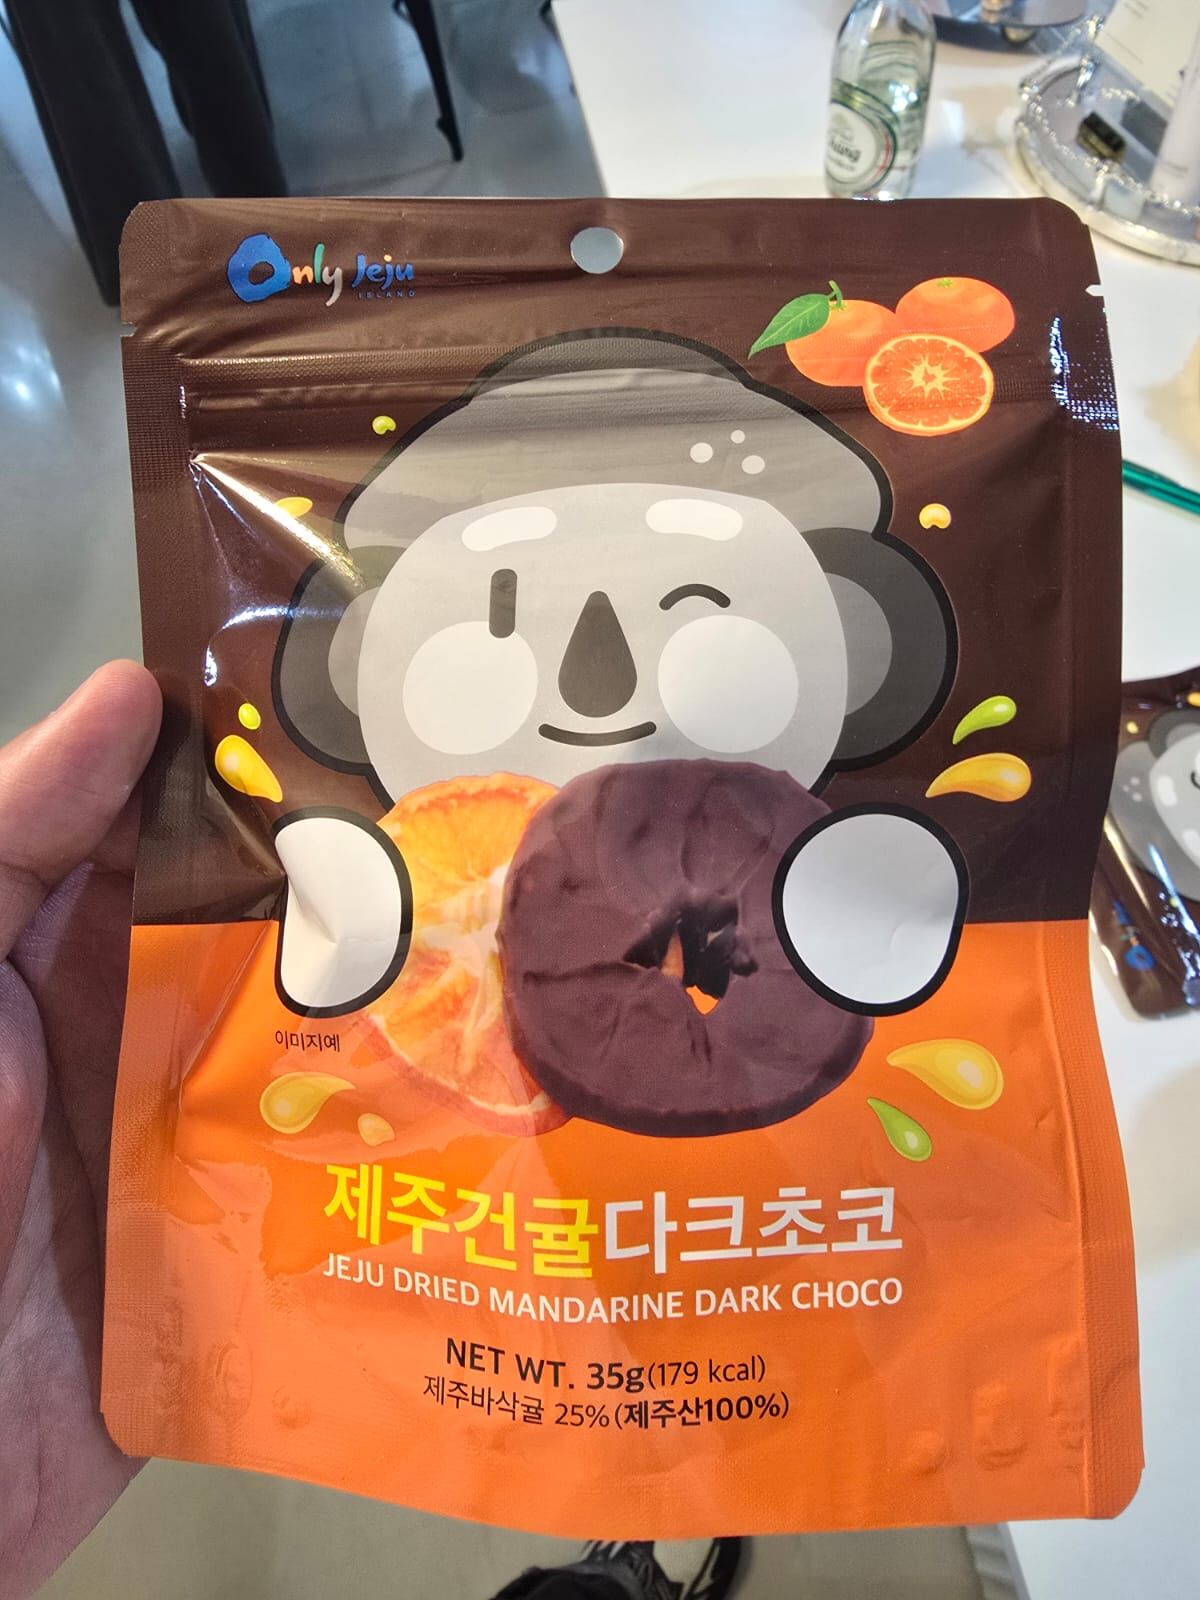 Only Jeju
ISLAND
이미지예
제주건귤다크초코
JEJU DRIED MANDARINE DARK CHOCO
NET WT. 35g(179 kcal)
제주바삭귤 25%(제주산100%)